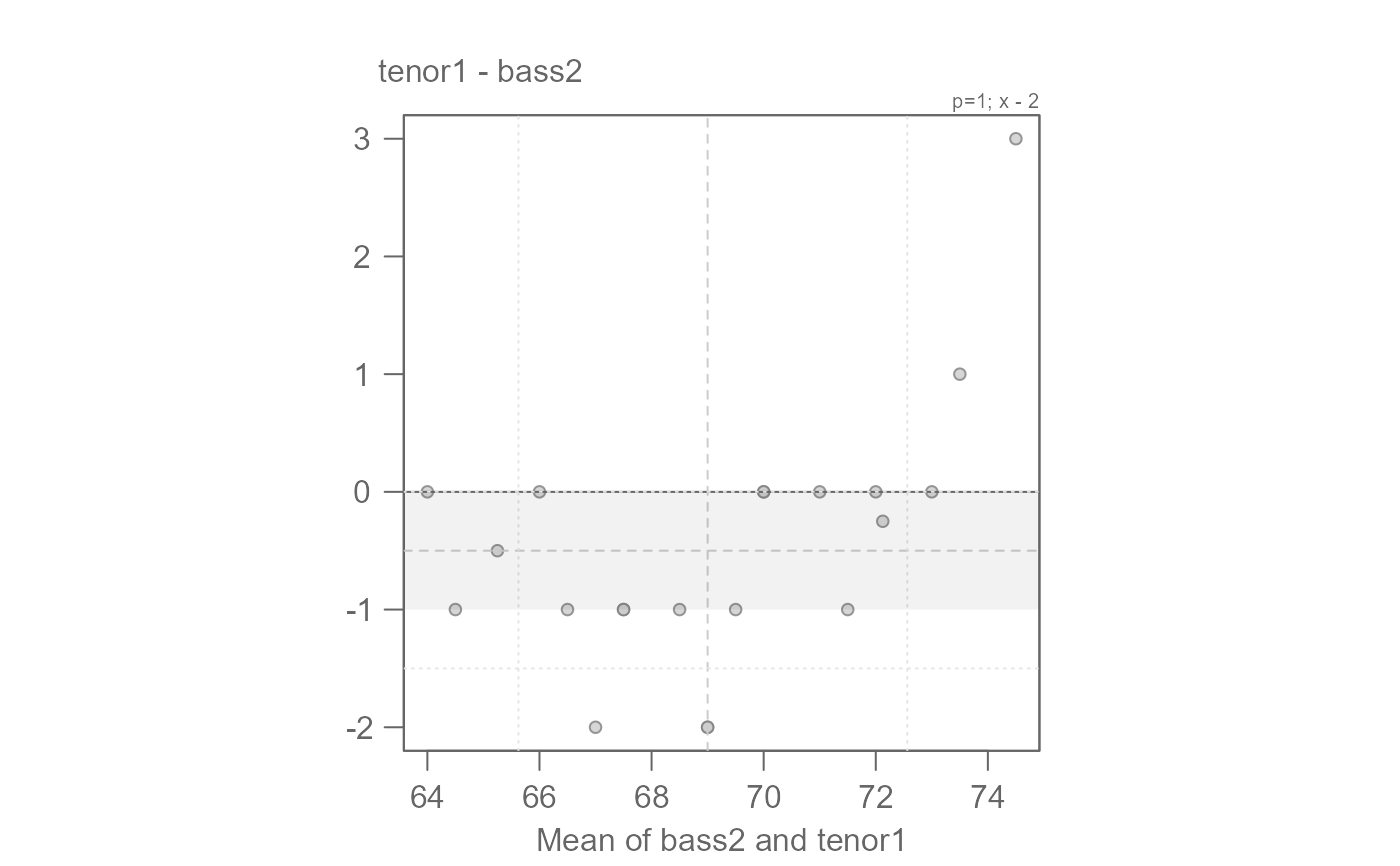 tenor1 - bass2
p=1; x - 2
3
2
1
0
-1
-2
64 66 68 70 72 74
Mean of bass2 and tenor1